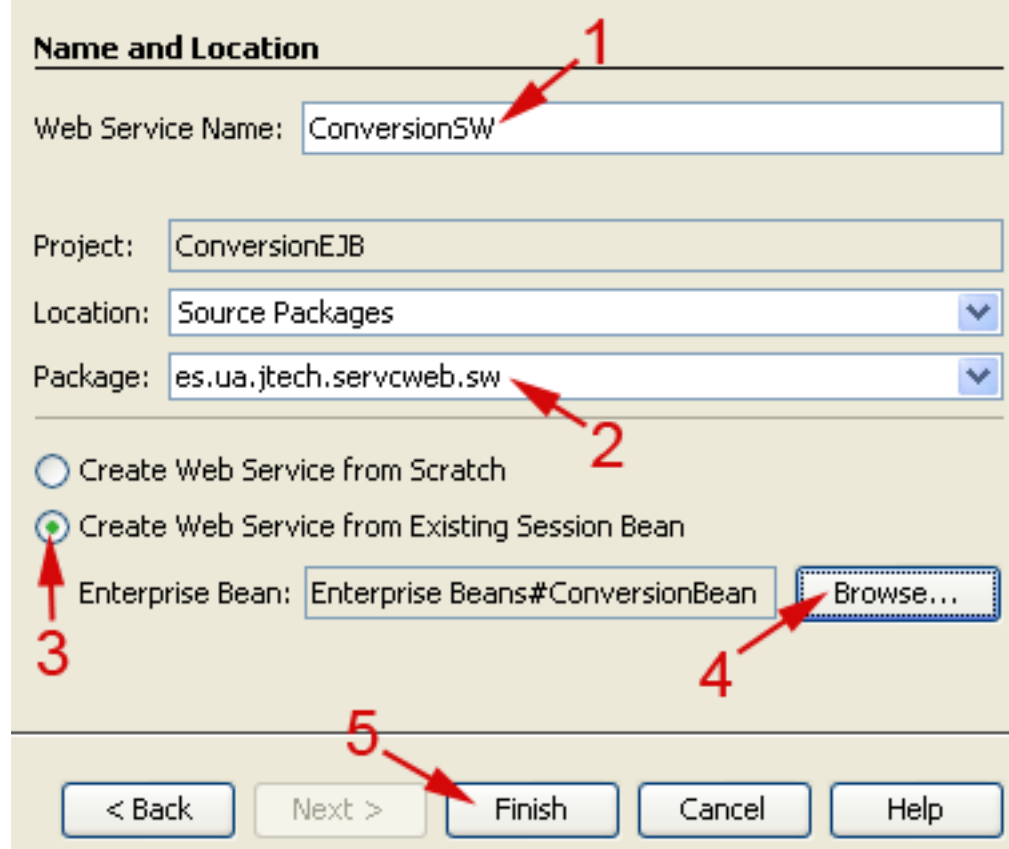 Name and Location
1
Web Service Name: ConversionSW
Project: ConversionEJB
Location: Source Packages
Package: es.ua.jtech.servcweb.sw
2
Create Web Service from Scratch
Create Web Service from Existing Session Bean
Enterprise Bean: Enterprise Beans#ConversionBean Browse...
3
4
5
< Back Next > Finish Cancel Help